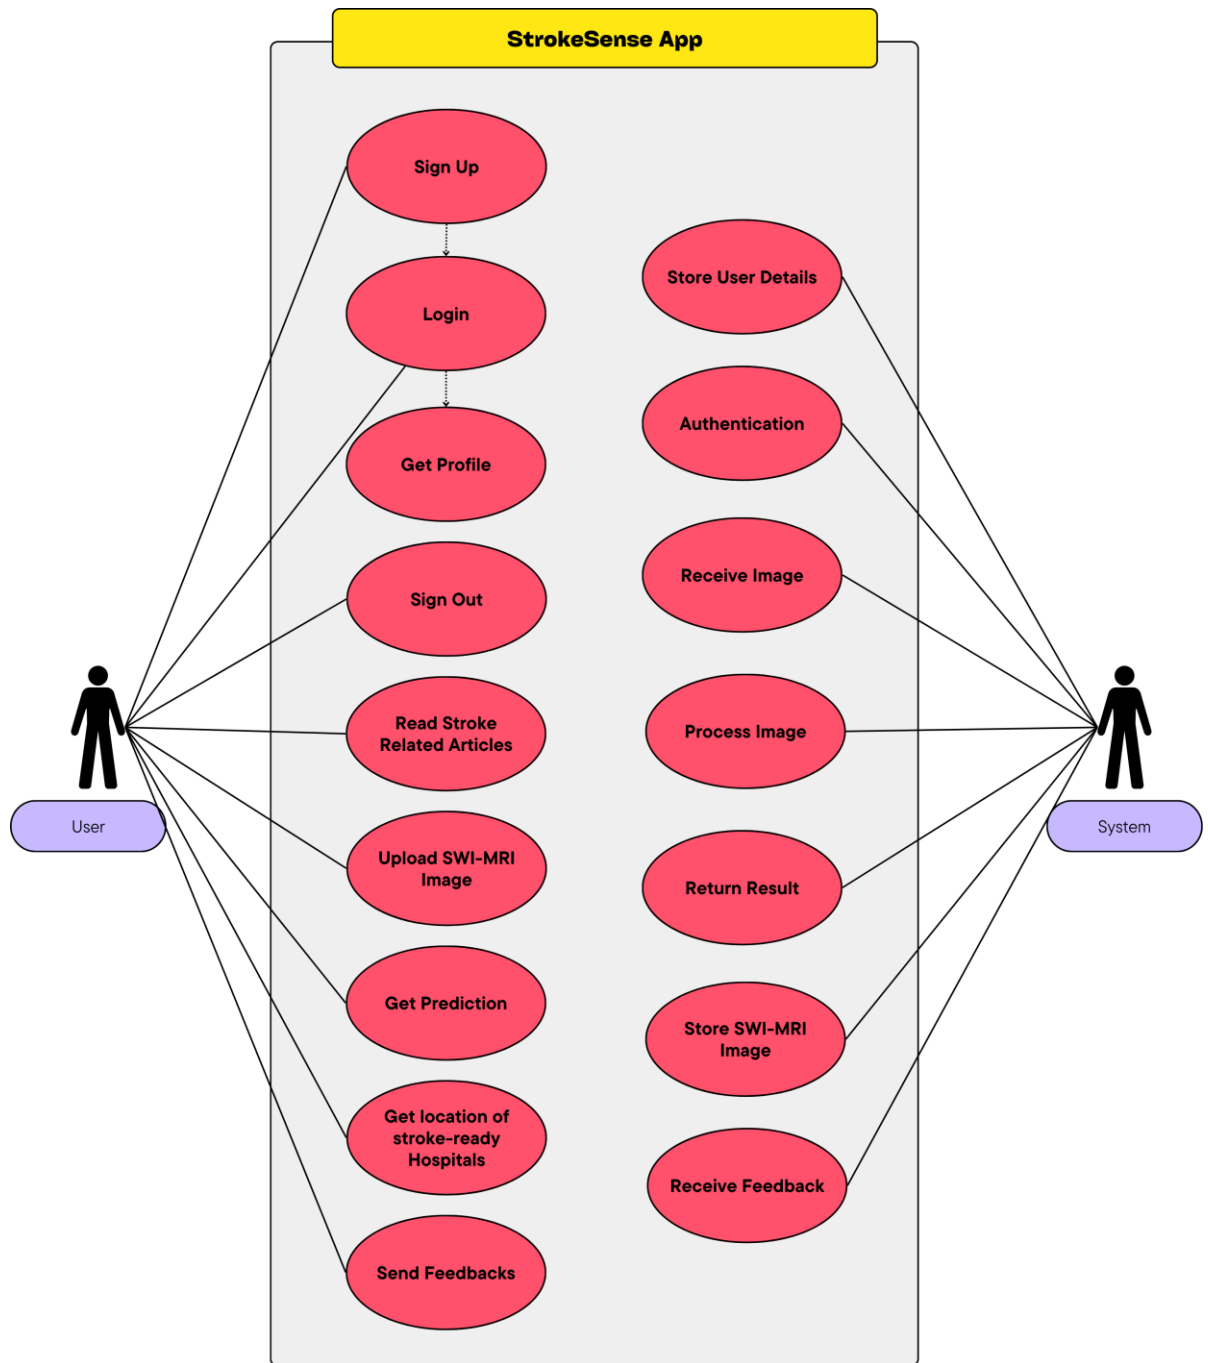 StrokeSense App
Sign Up
Login
Get Profile
Sign Out
Read Stroke
Related Articles
Upload SWI-MRI
Image
Get Prediction
Get location of
stroke-ready
Hospitals
Send Feedbacks
Store User Details
Authentication
Receive Image
Process Image
Return Result
Store SWI-MRI
Image
Receive Feedback
User
System